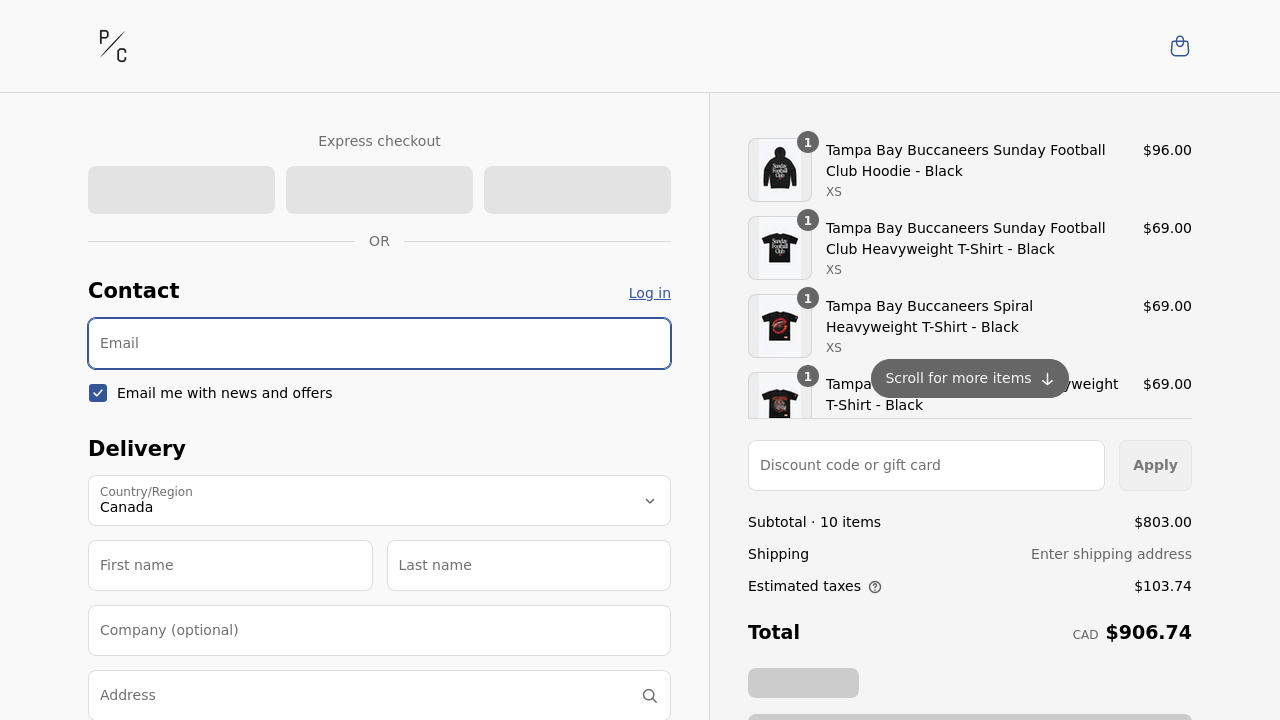 P/C
Express checkout
OR
Contact
Log in
Email
Email me with news and offers
Delivery
Country/Region
Canada
First name
Last name
Company (optional)
Address
1
Tampa Bay Buccaneers Sunday Football
Club Hoodie - Black
XS
$96.00
1
Tampa Bay Buccaneers Sunday Football
Club Heavyweight T-Shirt - Black
XS
$69.00
1
Tampa Bay Buccaneers Spiral
Heavyweight T-Shirt - Black
XS
$69.00
Scroll for more items
1
Tampa
T-Shirt - Black
$69.00
Discount code or gift card
Apply
Subtotal · 10 items
$803.00
Shipping
Enter shipping address
Estimated taxes
$103.74
Total
CAD $906.74